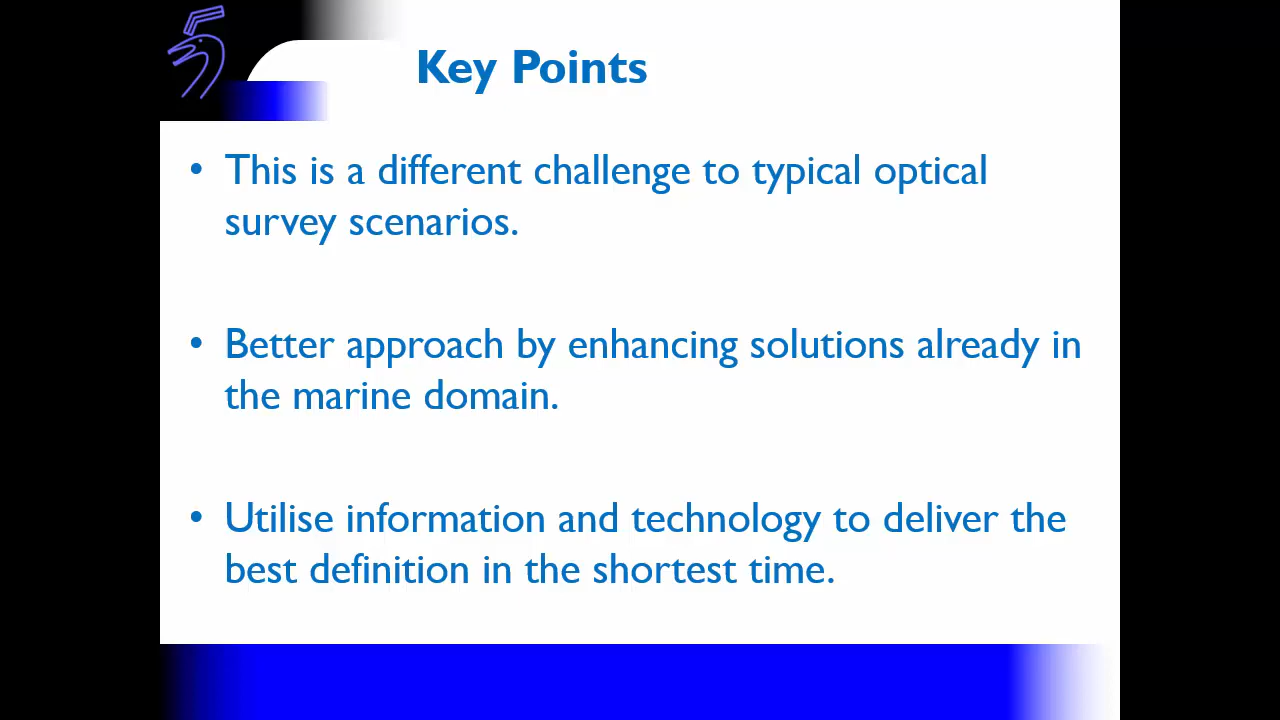 Key Points
• This is a different challenge to typical optical
survey scenarios.
• Better approach by enhancing solutions already in
the marine domain.
• Utilise information and technology to deliver the
best definition in the shortest time.